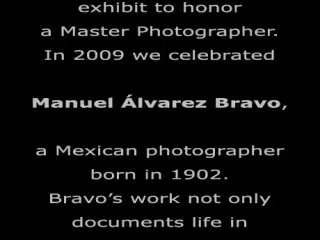 exhibit to honor
a Master Photographer.
In 2009 we celebrated
Manuel Álvarez Bravo,
a Mexican photographer
born in 1902.
Bravo’s work not only
documents life in